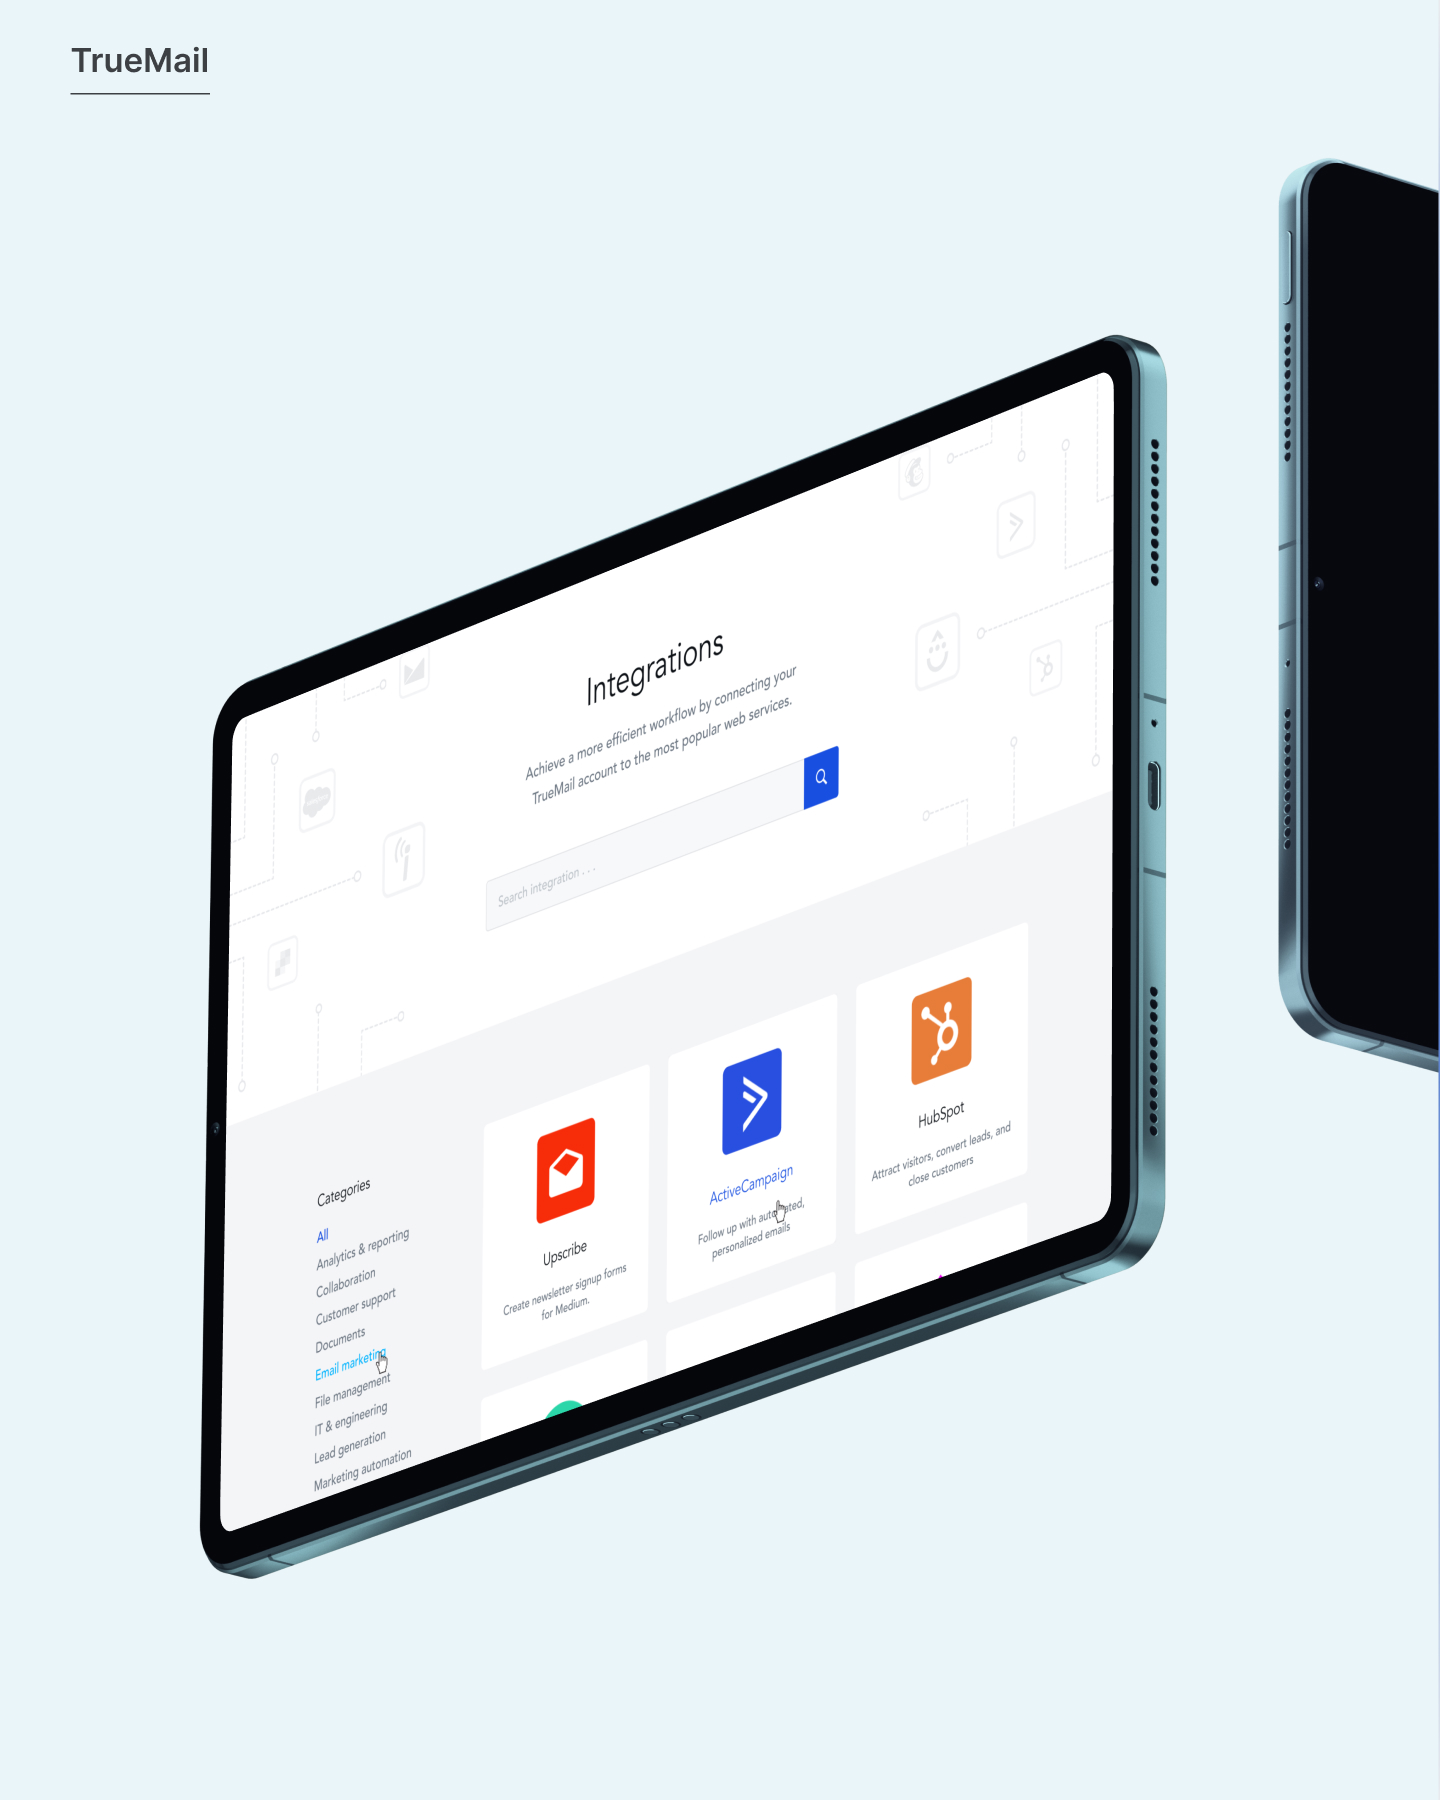 TrueMail
Integrations
Achieve a more efficient workflow by connecting your
TrueMail account to the most popular web services.
Search integration . . .
Categories
All
Analytics & reporting
Collaboration
Customer support
Documents
Email marketing
File management
IT & engineering
Lead generation
Marketing automation
Upscribe
Create newsletter signup forms
for Medium.
ActiveCampaign
Follow up with automated,
personalized emails
HubSpot
Attract visitors, convert leads, and
close customers